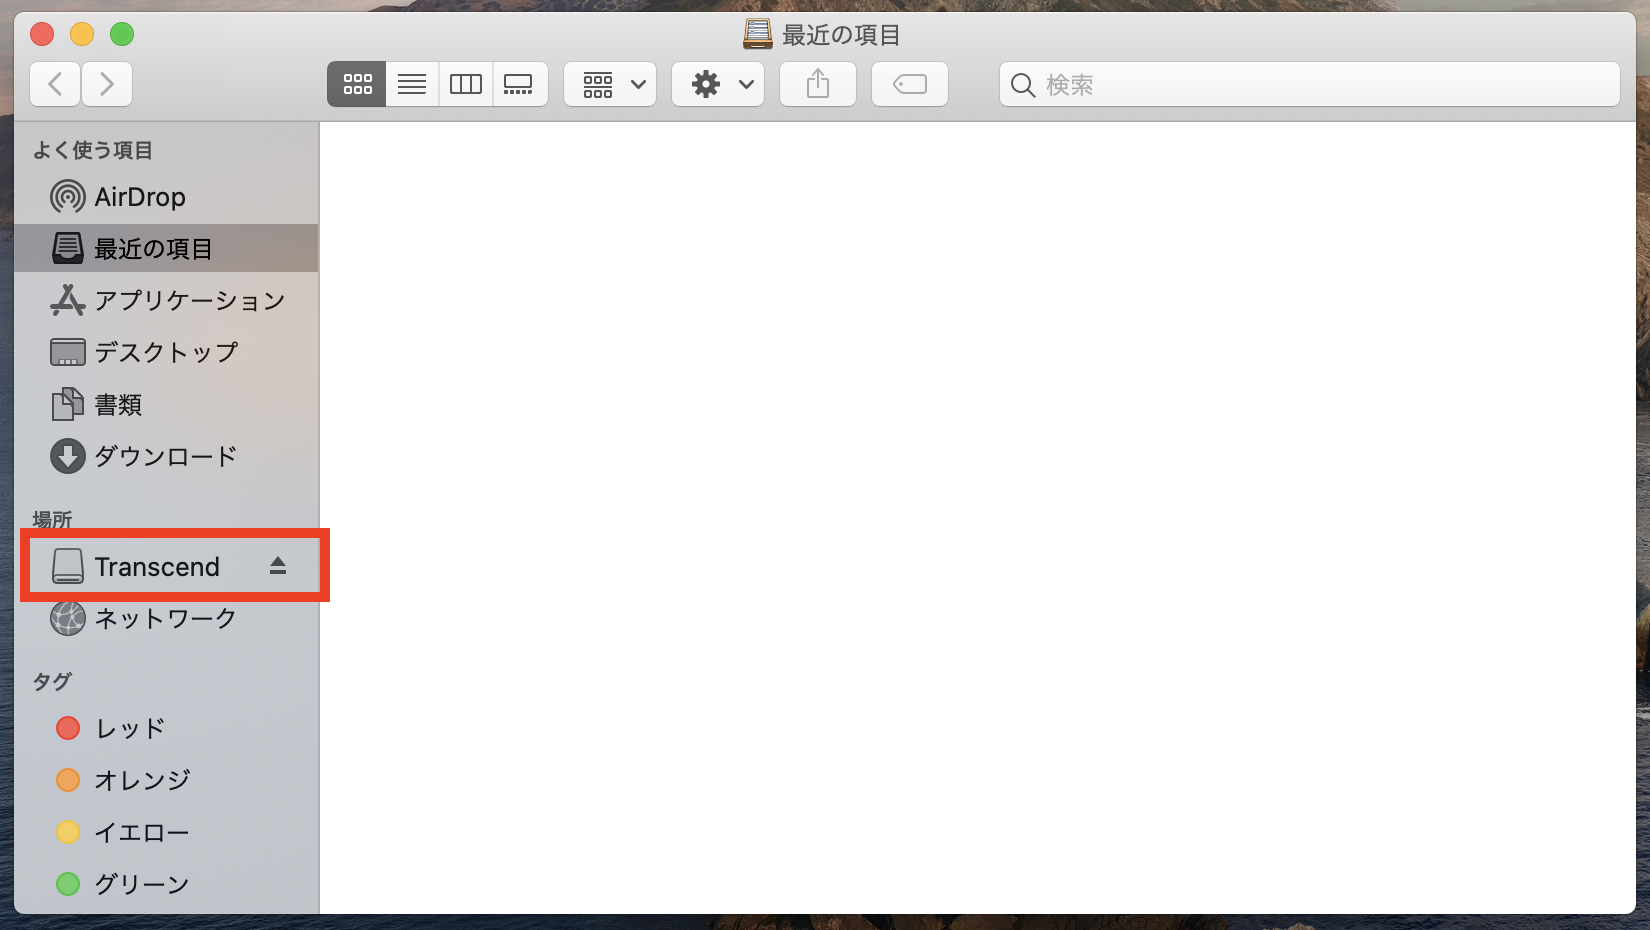 最近の項目
検索
よく使う項目
AirDrop
最近の項目
アプリケーション
デスクトップ
書類
ダウンロード
場所
Transcend
ネットワーク
タグ
レッド
オレンジ
イエロー
グリーン